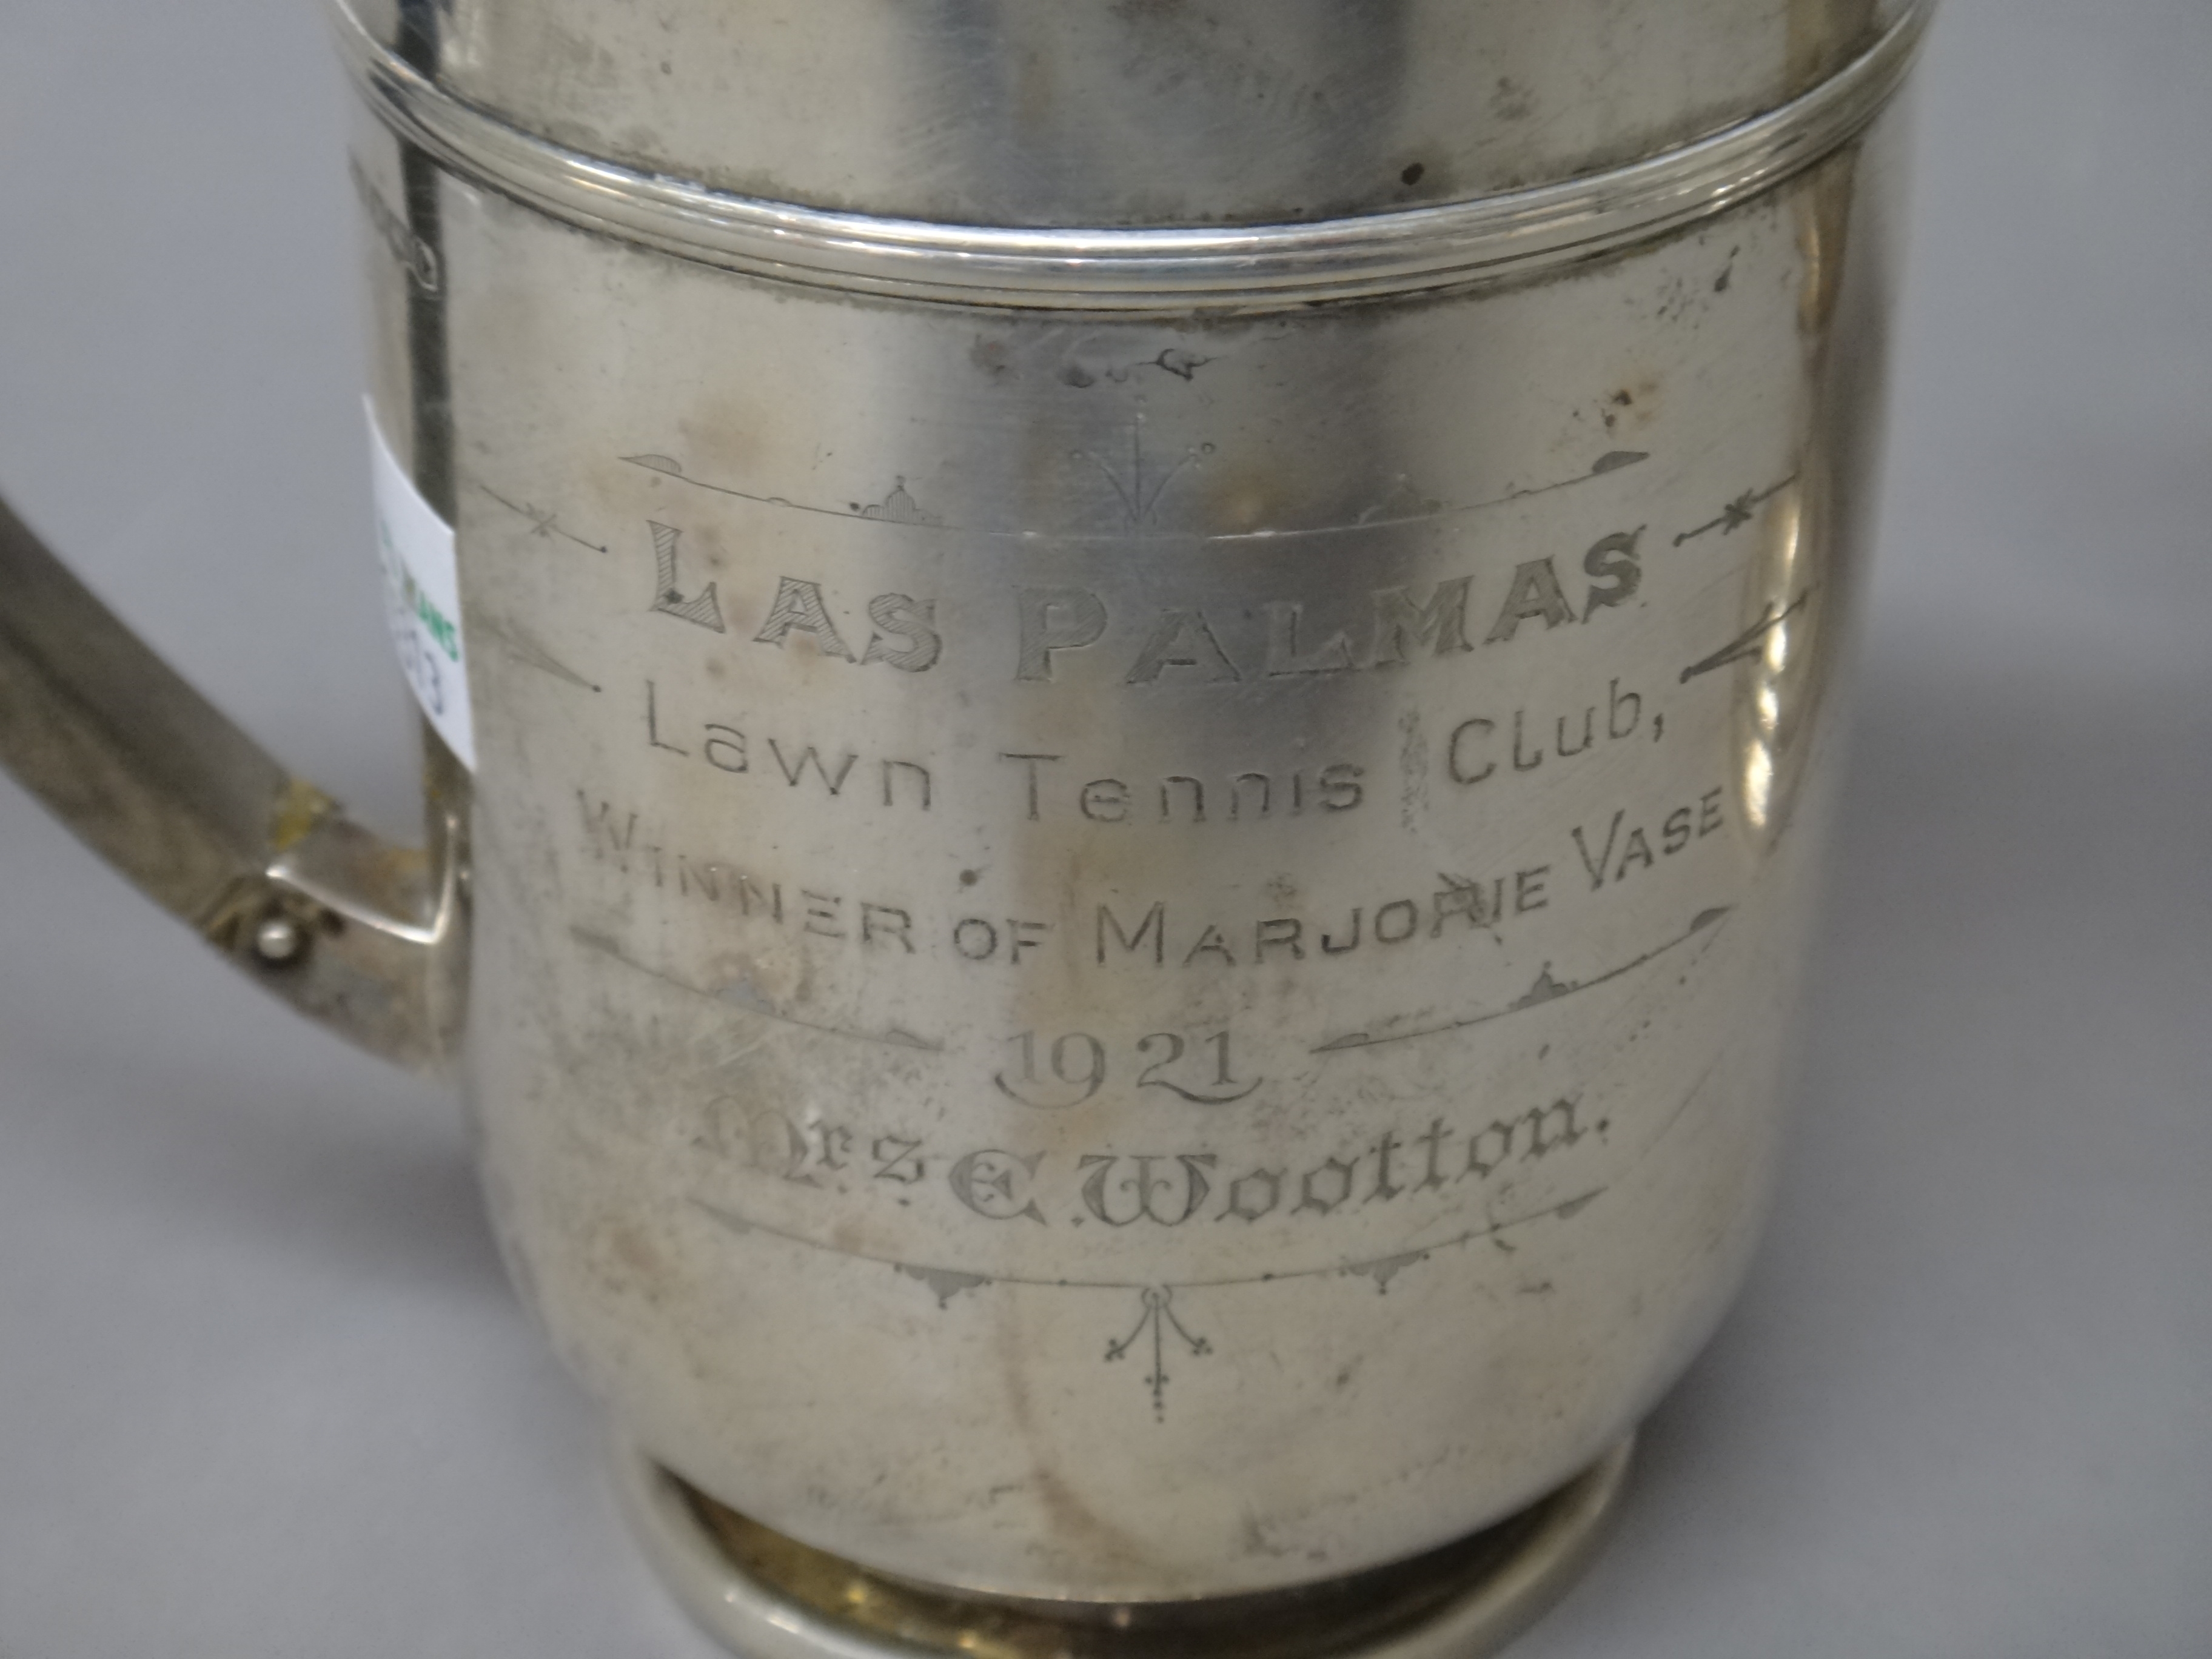 LAS PALMAS
Lawn Tennis Club,
WINNER OF MARJORIE VASE
1921
Mrs E. Wootton.